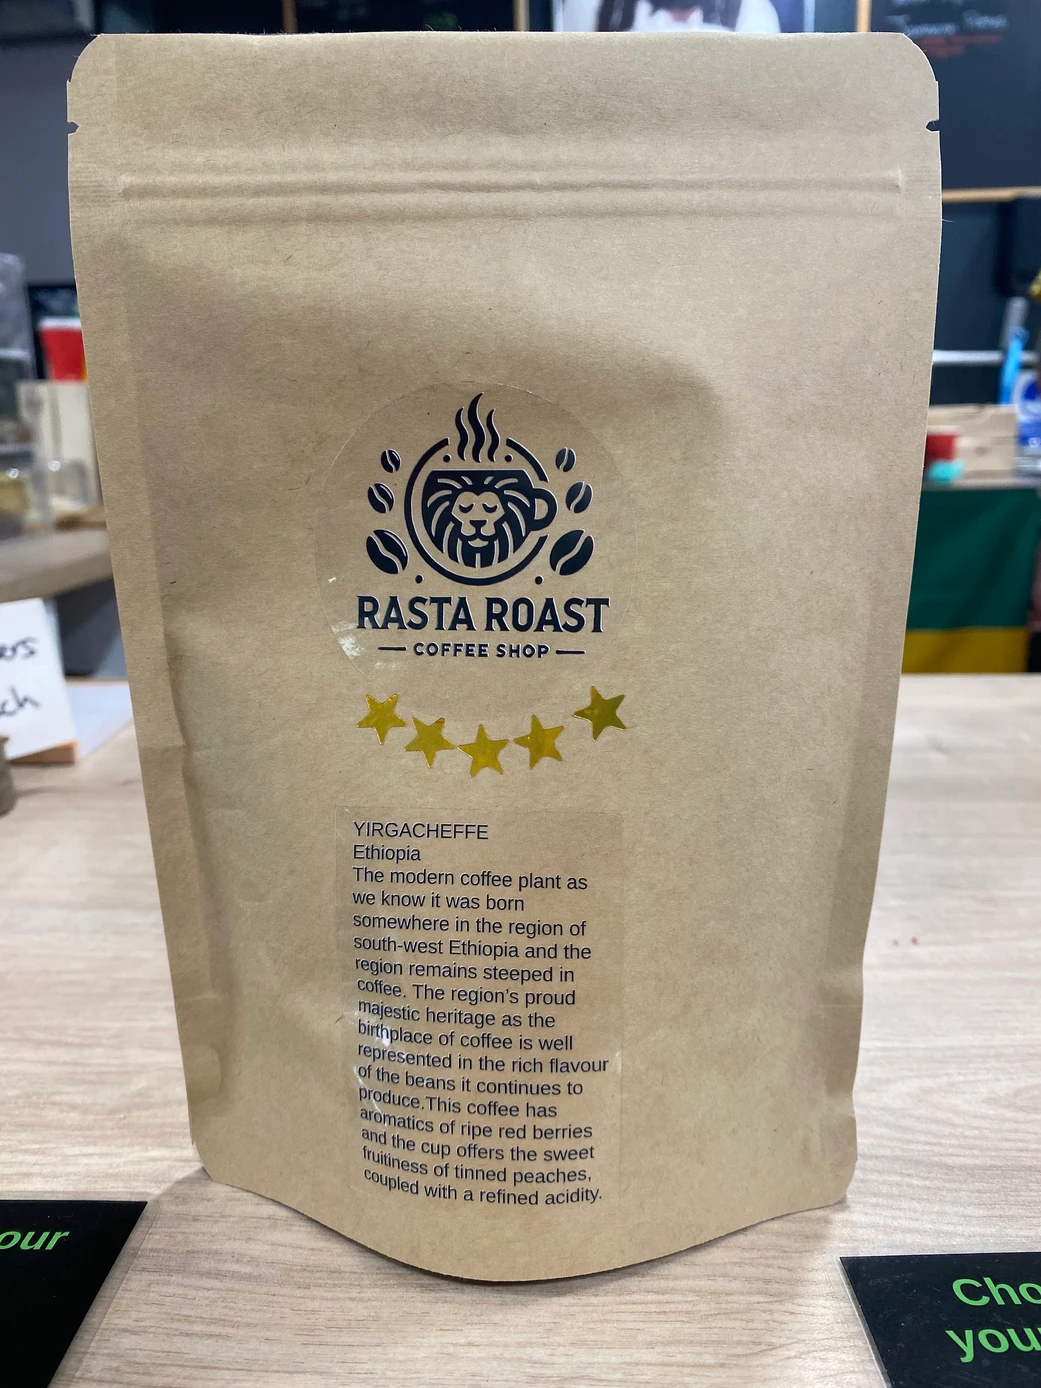 RASTA ROAST
COFFEE SHOP
YIRGACHEFFE
Ethiopia
The modern coffee plant as
we know it was born
somewhere in the region of
south-west Ethiopia and the
region remains steeped in
coffee. The region's proud
majestic heritage as the
birthplace of coffee is well
represented in the rich flavour
of the beans it continues to
produce.This coffee has
aromatics of ripe red berries
and the cup offers the sweet
fruitiness of tinned peaches,
coupled with a refined acidity.